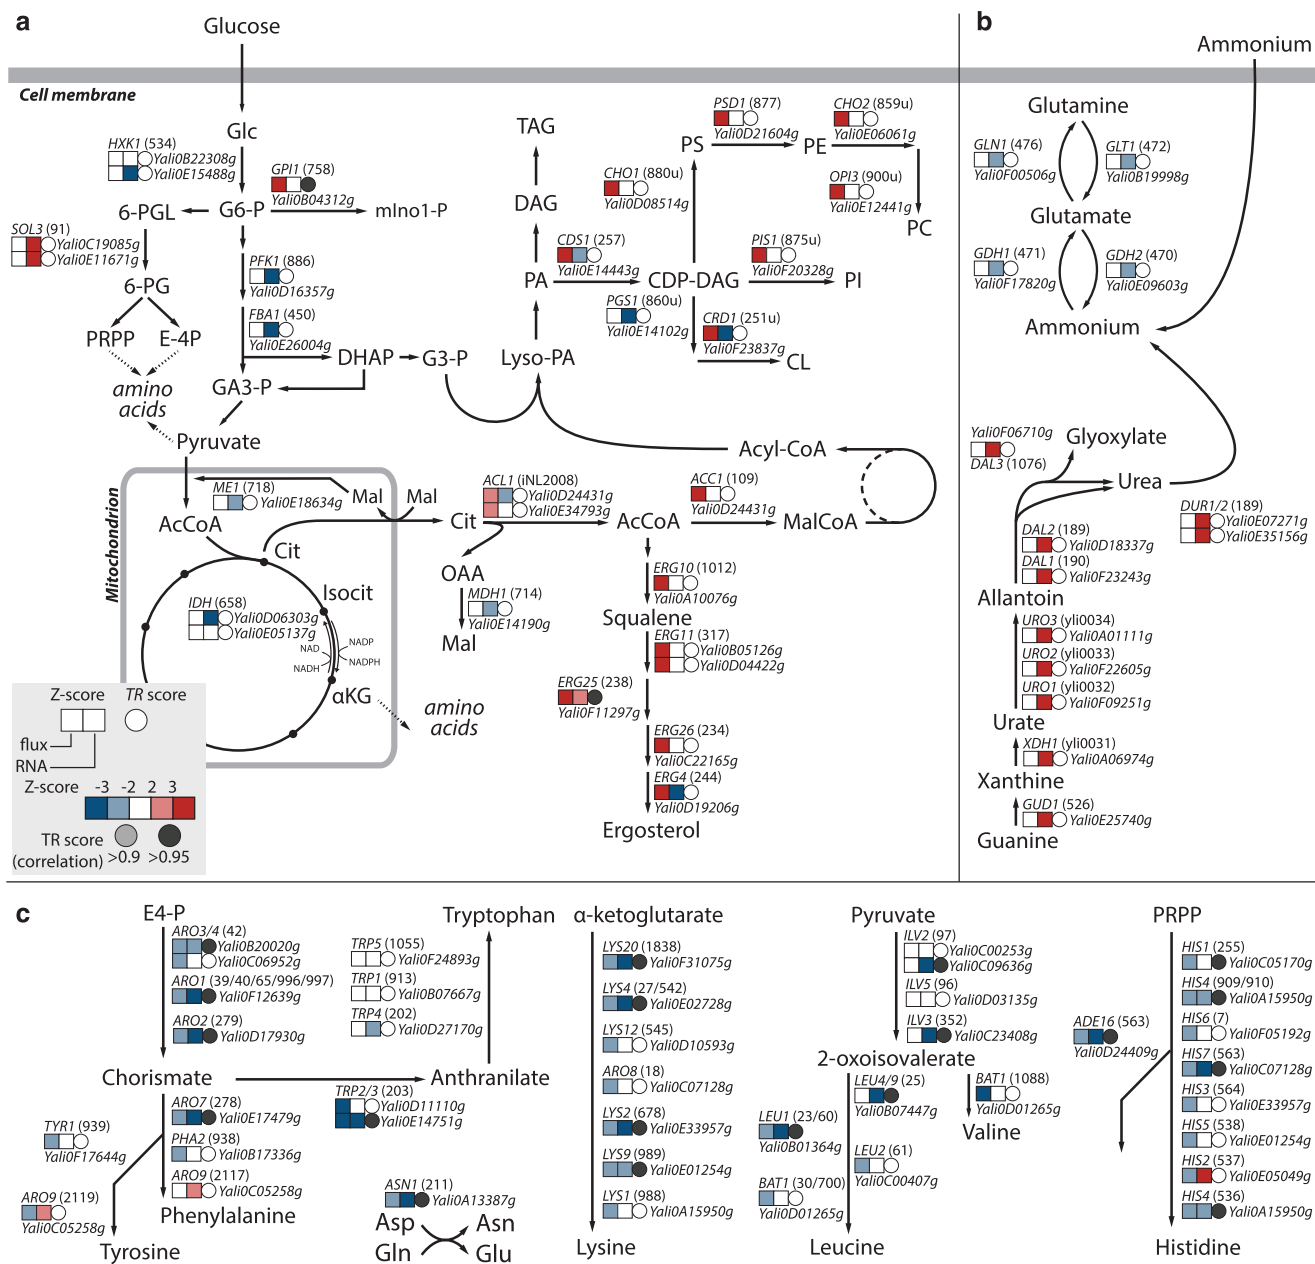 a
Glucose
Cell membrane
Glc
HXK1 (534)
Yali0B22308g
Yali0E15488g
GPI1 (758)
Yali0B04312g
6-PGL
G6-P
mIno1-P
SOL3 (91)
Yali0C19085g
Yali0E11671g
6-PG
PFK1 (886)
Yali0D16357g
PRPP
E-4P
FBA1 (450)
Yali0E26004g
DHAP
G3-P
amino
acids
GA3-P
Pyruvate
TAG
DAG
PA
Lyso-PA
CDS1 (257)
Yali0E14443g
CDP-DAG
PS
PE
PC
PI
CL
PSD1 (877)
Yali0D21604g
CHO2 (859u)
Yali0E06061g
CHO1 (880u)
Yali0D08514g
OPI3 (900u)
Yali0E12441g
PIS1 (875u)
Yali0F20328g
PGS1 (860u)
Yali0E14102g
CRD1 (251u)
Yali0F23837g
Acyl-CoA
Mitochondrion
ME1 (718)
Yali0E18634g
Mal
Mal
AcCoA
Cit
Isocit
IDH (658)
Yali0D06303g
Yali0E05137g
NAD
NADH
NADP
NADPH
αKG
amino
acids
Cit
ACL1 (iNL2008)
Yali0D24431g
Yali0E34793g
OAA
MDH1 (714)
Yali0E14190g
Mal
AcCoA
ACC1 (109)
Yali0D24431g
MalCoA
ERG10 (1012)
Yali0A10076g
Squalene
ERG11 (317)
Yali0B05126g
Yali0D04422g
ERG25 (238)
Yali0F11297g
ERG26 (234)
Yali0C22165g
ERG4 (244)
Yali0D19206g
Ergosterol
Z-score
TR score
flux
RNA
Z-score
-3
-2
2
3
TR score
(correlation)
>0.9
>0.95
b
Ammonium
Glutamine
GLN1 (476)
Yali0F00506g
GLT1 (472)
Yali0B19998g
Glutamate
GDH1 (471)
Yali0F17820g
GDH2 (470)
Yali0E09603g
Ammonium
Yali0F06710g
DAL3 (1076)
Glyoxylate
Urea
DUR1/2 (189)
Yali0E07271g
Yali0E35156g
DAL2 (189)
Yali0D18337g
DAL1 (190)
Yali0F23243g
Allantoin
URO3 (yli0034)
Yali0A01111g
URO2 (yli0033)
Yali0F22605g
URO1 (yli0032)
Yali0F09251g
Urate
XDH1 (yli0031)
Yali0A06974g
Xanthine
GUD1 (526)
Yali0E25740g
Guanine
c
E4-P
ARO3/4 (42)
Yali0B20020g
Yali0C06952g
ARO1 (39/40/65/996/997)
Yali0F12639g
ARO2 (279)
Yali0D17930g
Chorismate
ARO7 (278)
Yali0E17479g
TYR1 (939)
Yali0F17644g
PHA2 (938)
Yali0B17336g
ARO9 (2117)
Yali0C05258g
ARO9 (2119)
Yali0C05258g
Phenylalanine
Tyrosine
Tryptophan
TRP5 (1055)
Yali0F24893g
TRP1 (913)
Yali0B07667g
TRP4 (202)
Yali0D27170g
Anthranilate
TRP2/3 (203)
Yali0D11110g
Yali0E14751g
ASN1 (211)
Yali0A13387g
Asp
Asn
Gln
Glu
α-ketoglutarate
LYS20 (1838)
Yali0F31075g
LYS4 (27/542)
Yali0E02728g
LYS12 (545)
Yali0D10593g
ARO8 (18)
Yali0C07128g
LYS2 (678)
Yali0E33957g
LYS9 (989)
Yali0E01254g
LYS1 (988)
Yali0A15950g
Lysine
Pyruvate
ILV2 (97)
Yali0C00253g
Yali0C09636g
ILV5 (96)
Yali0D03135g
ILV3 (352)
Yali0C23408g
2-oxoisovalerate
LEU4/9 (25)
Yali0B07447g
BAT1 (1088)
Yali0D01265g
Valine
LEU1 (23/60)
Yali0B01364g
LEU2 (61)
Yali0C00407g
BAT1 (30/700)
Yali0D01265g
Leucine
PRPP
HIS1 (255)
Yali0C05170g
HIS4 (909/910)
Yali0A15950g
ADE16 (563)
Yali0D24409g
HIS6 (7)
Yali0F05192g
HIS7 (563)
Yali0C07128g
HIS3 (564)
Yali0E33957g
HIS5 (538)
Yali0E01254g
HIS2 (537)
Yali0E05049g
HIS4 (536)
Yali0A15950g
Histidine